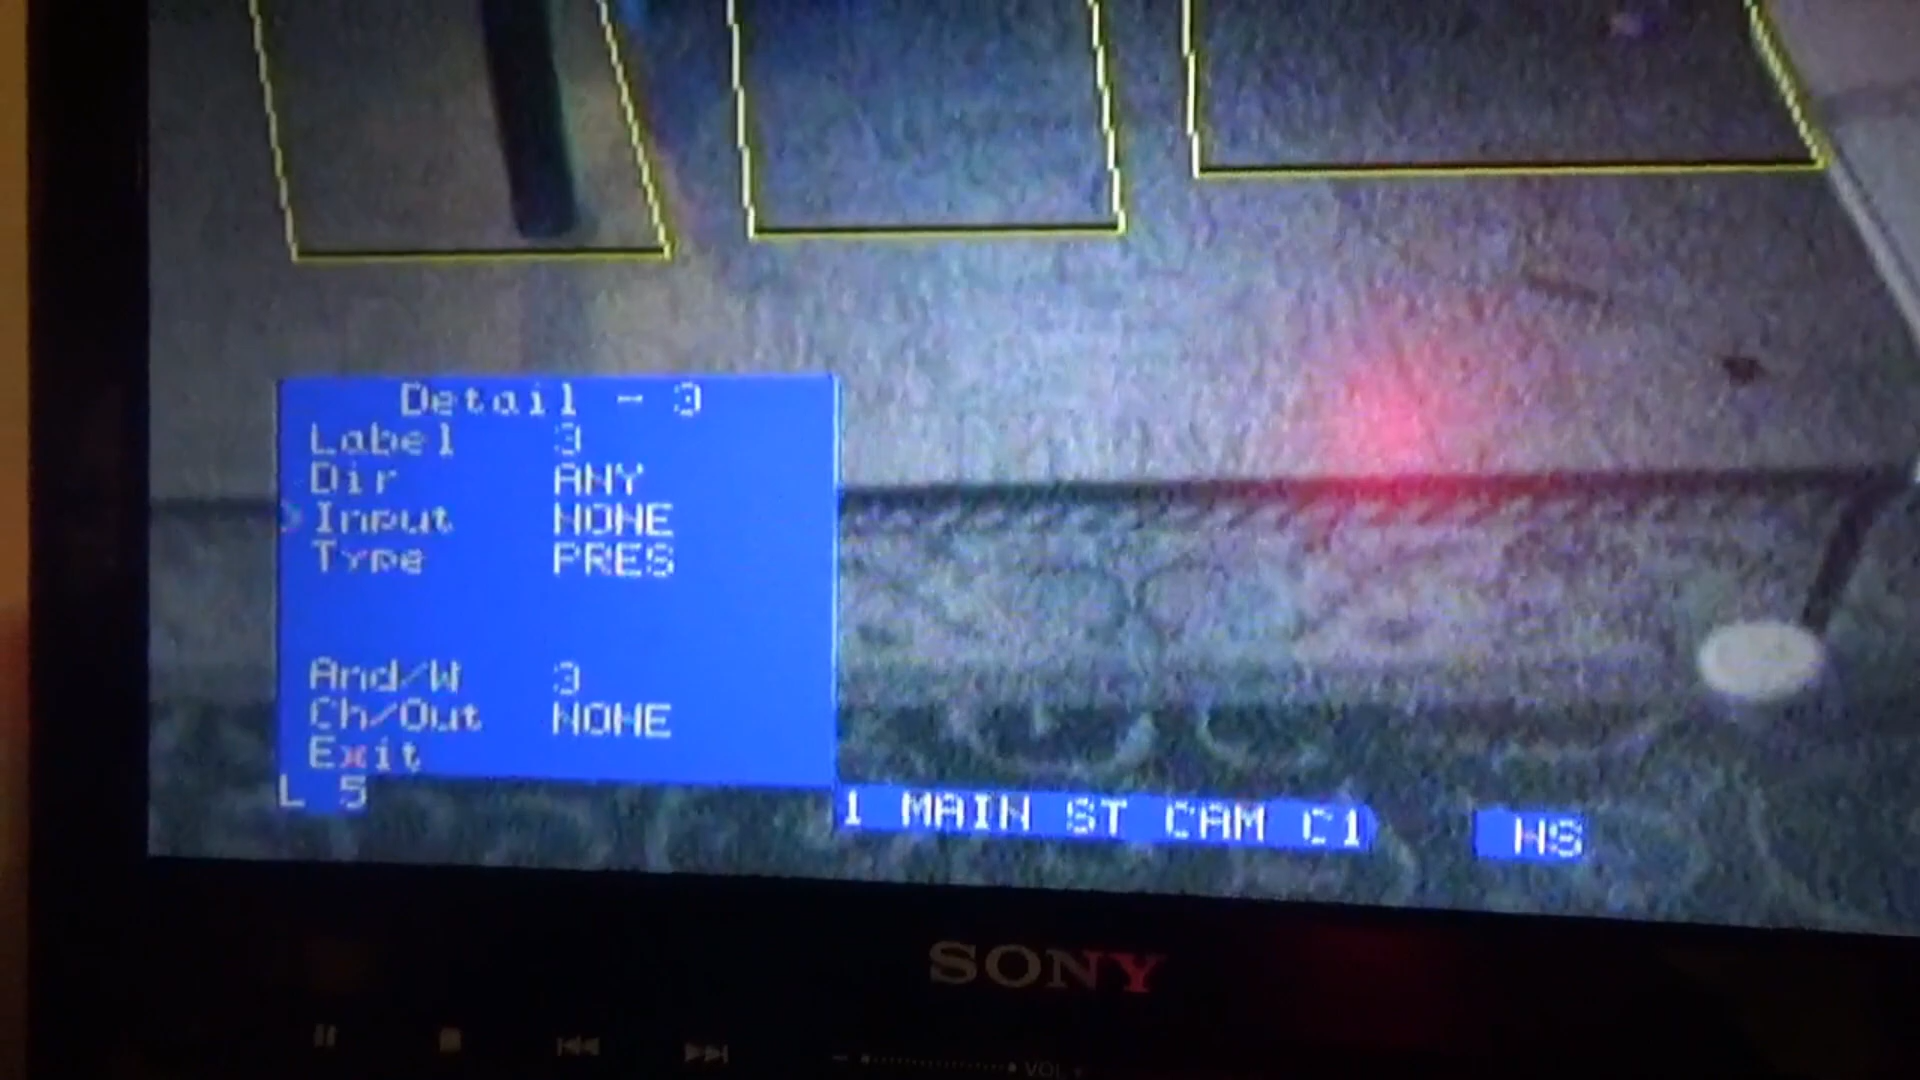 Detail - 3
Label 3
Dir ANY
Input NONE
Type PRES
And/W 3
Ch/Out NONE
Exit
L 5
1 MAIN ST CAM C1
HS
SONY
VOL